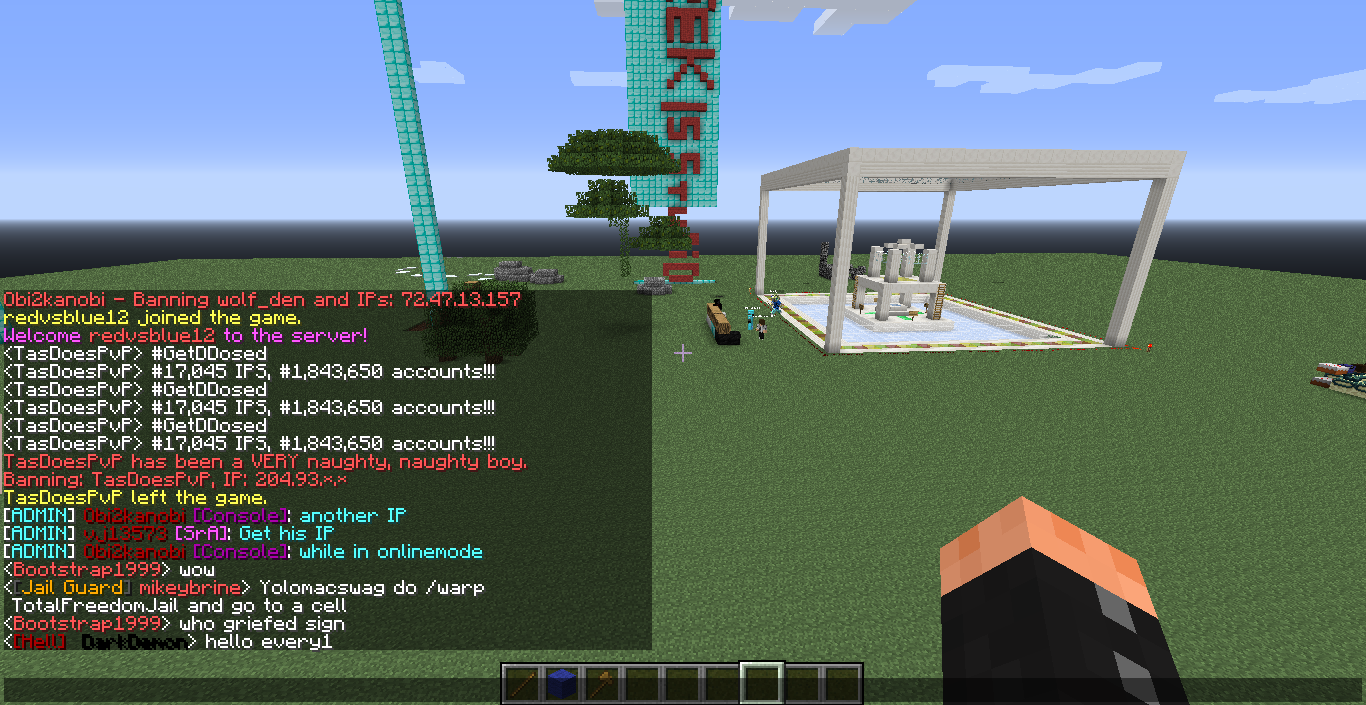 EKISST
Obi2kanobi - Banning wolf_den and IPs: 72.47.13.157
redvsblue12 joined the game.
Welcome redvsblue12 to the server!
<TasDoesPvP> #GetDDosed
<TasDoesPvP> #17,045 IPS, #1,843,650 accounts!!!
<TasDoesPvP> #GetDDosed
<TasDoesPvP> #17,045 IPS, #1,843,650 accounts!!!
<TasDoesPvP> #GetDDosed
<TasDoesPvP> #17,045 IPS, #1,843,650 accounts!!!
TasDoesPvP has been a VERY naughty, naughty boy.
Banning: TasDoesPvP, IP: 204.93.*.*
TasDoesPvP left the game.
[ADMIN] Obi2kanobi [Console]: another IP
[ADMIN] vj13573 [SrA]: Get his IP
[ADMIN] Obi2kanobi [Console]: while in onlinemode
<Bootstrap1999> wow
<[Jail Guard] mikeybrine> Yolomacswag do /warp
TotalFreedomJail and go to a cell
<Bootstrap1999> who griefed sign
<[Hell] DarkDemon> hello every1